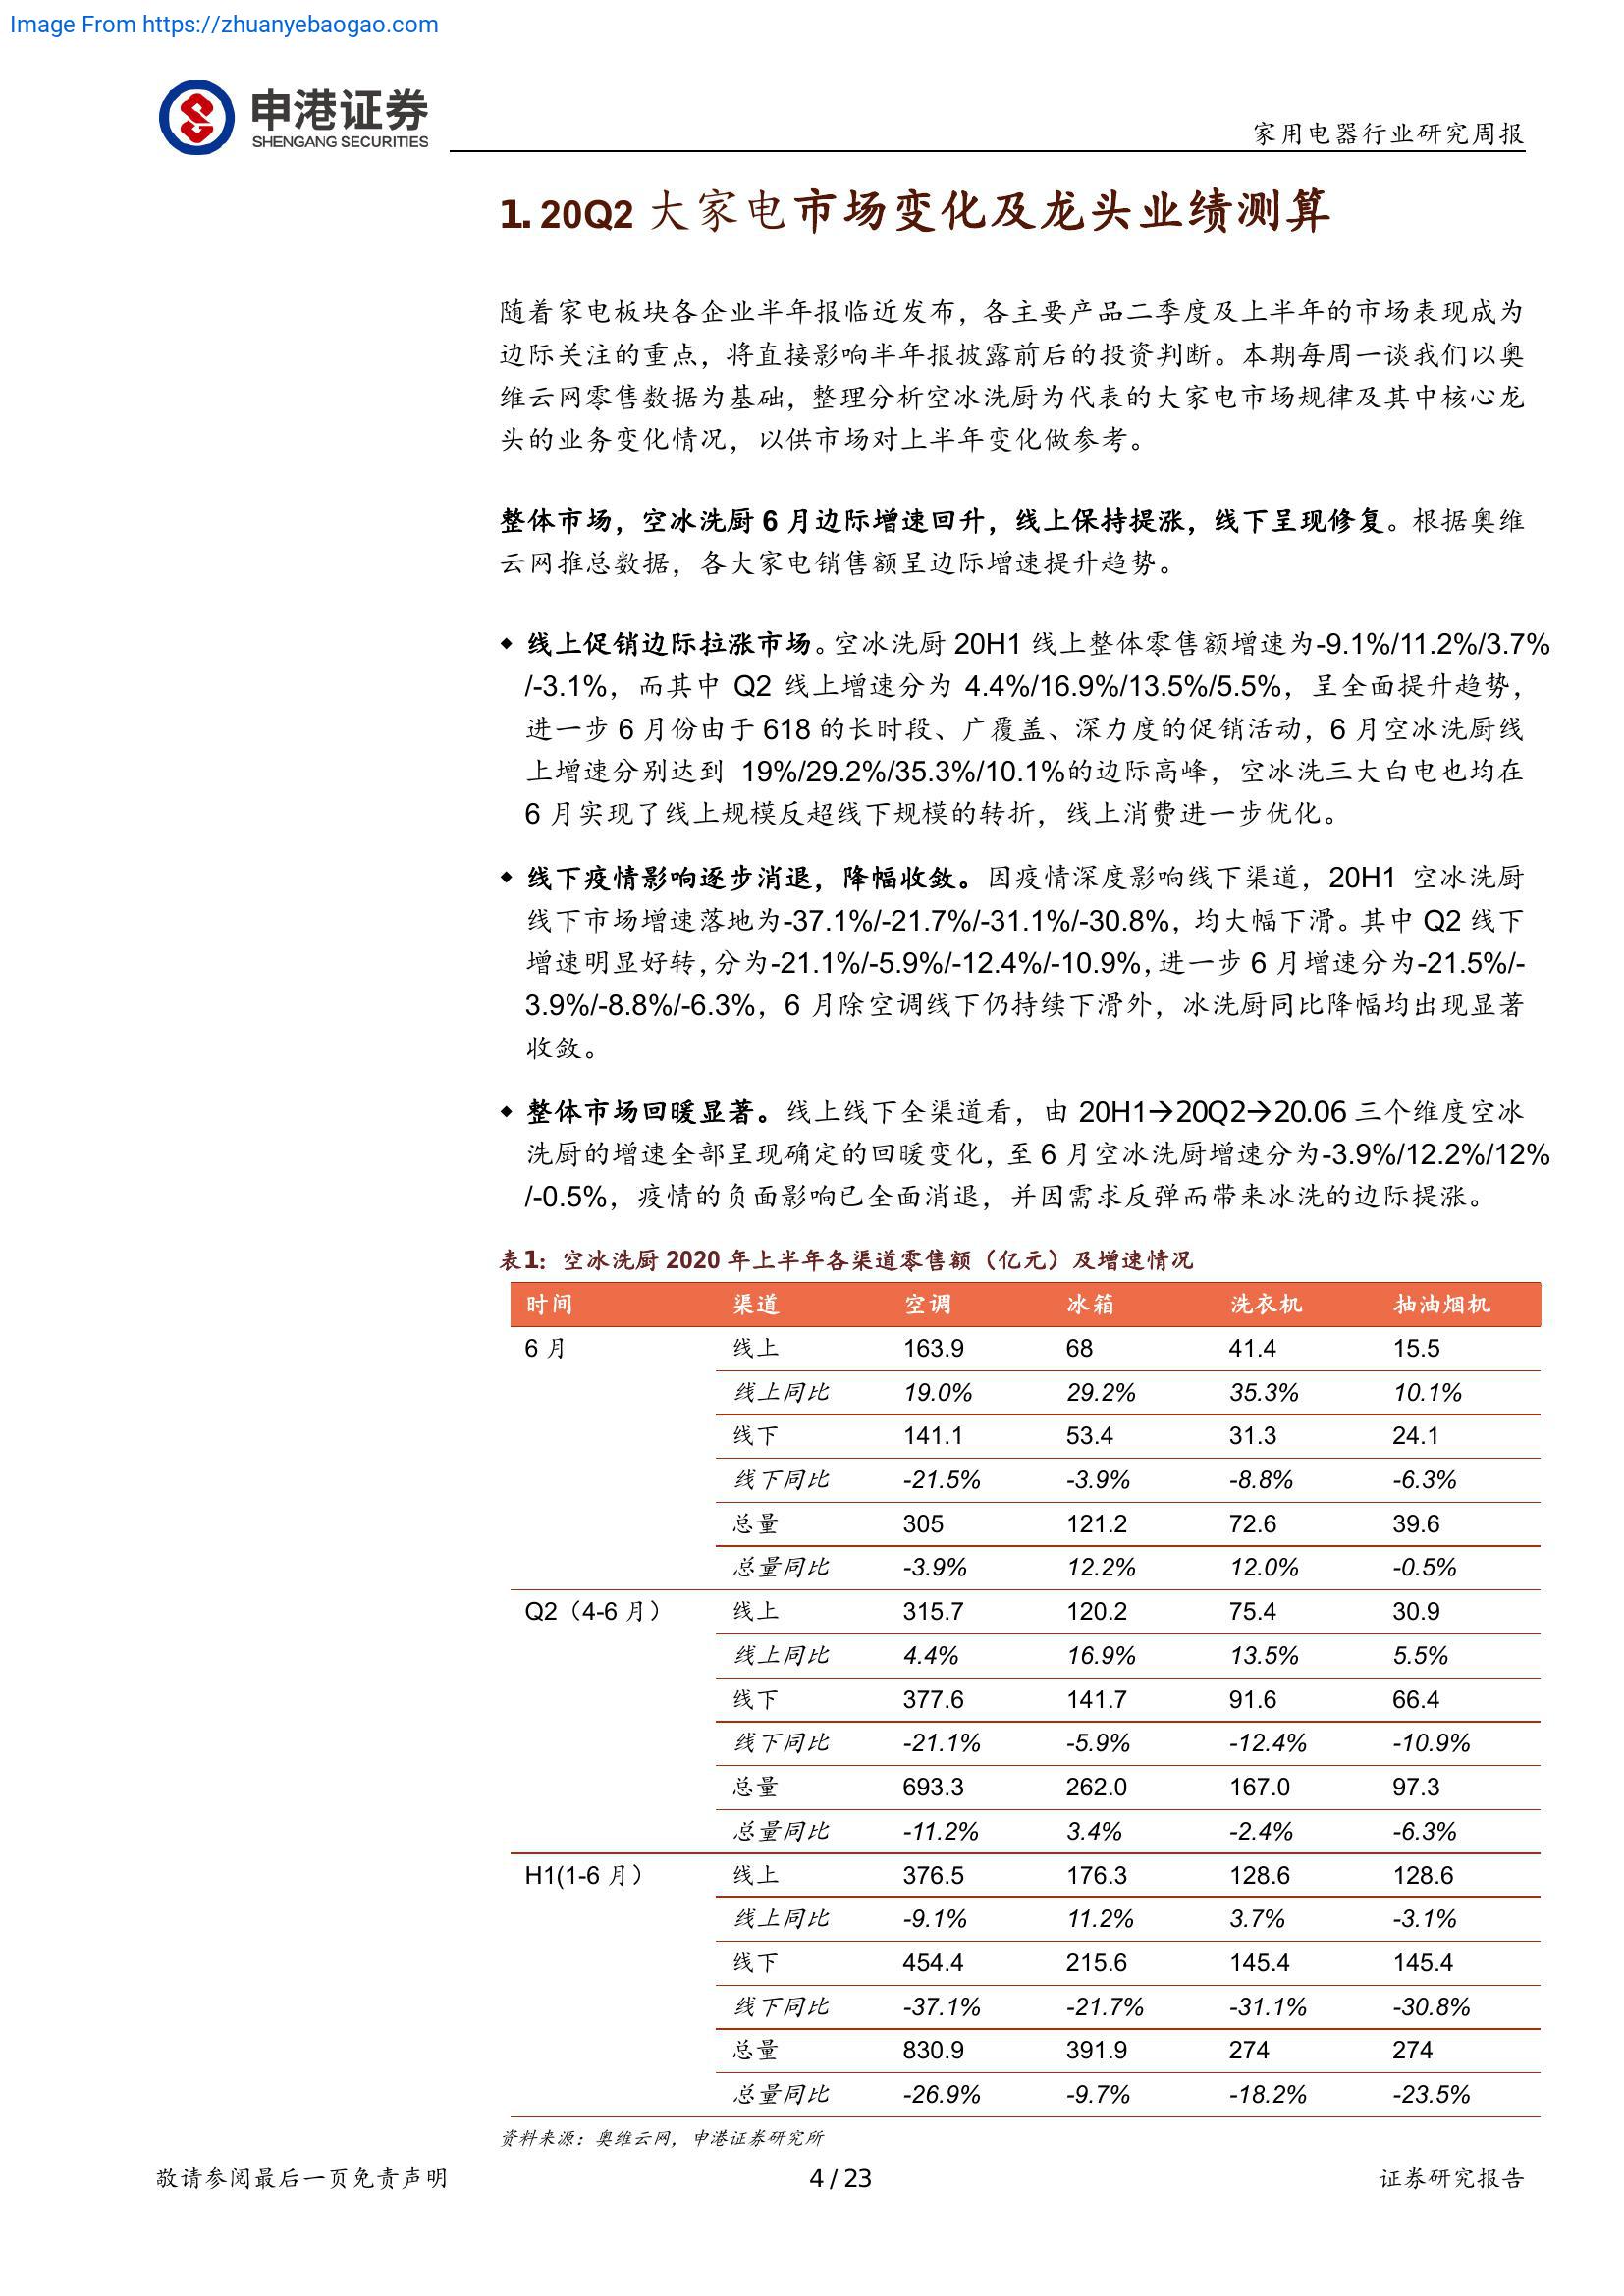 Image From https://zhuanyebaogao.com
申港证券
SHENGANG SECURITIES
家用电器行业研究周报
1. 20Q2 大家电市场变化及龙头业绩测算
随着家电板块各企业半年报临近发布，各主要产品二季度及上半年的市场表现成为
边际关注的重点，将直接影响半年报披露前后的投资判断。本期每周一谈我们以奥
维云网零售数据为基础，整理分析空冰洗厨为代表的大家电市场规律及其中核心龙
头的业务变化情况，以供市场对上半年变化做参考。
整体市场，空冰洗厨 6 月边际增速回升，线上保持提涨，线下呈现修复。根据奥维
云网推总数据，各大家电销售额呈边际增速提升趋势。
◆ 线上促销边际拉涨市场。空冰洗厨 20H1 线上整体零售额增速为-9.1%/11.2%/3.7%
/-3.1%，而其中 Q2 线上增速分为 4.4%/16.9%/13.5%/5.5%，呈全面提升趋势，
进一步 6 月份由于 618 的长时段、广覆盖、深力度的促销活动，6 月空冰洗厨线
上增速分别达到 19%/29.2%/35.3%/10.1%的边际高峰，空冰洗三大白电也均在
6 月实现了线上规模反超线下规模的转折，线上消费进一步优化。
◆ 线下疫情影响逐步消退，降幅收敛。因疫情深度影响线下渠道，20H1 空冰洗厨
线下市场增速落地为-37.1%/-21.7%/-31.1%/-30.8%，均大幅下滑。其中 Q2 线下
增速明显好转，分为-21.1%/-5.9%/-12.4%/-10.9%，进一步 6 月增速分为-21.5%/-
3.9%/-8.8%/-6.3%，6 月除空调线下仍持续下滑外，冰洗厨同比降幅均出现显著
收敛。
◆ 整体市场回暖显著。线上线下全渠道看，由 20H1→20Q2→20.06 三个维度空冰
洗厨的增速全部呈现确定的回暖变化，至 6 月空冰洗厨增速分为-3.9%/12.2%/12%
/-0.5%，疫情的负面影响已全面消退，并因需求反弹而带来冰洗的边际提涨。
表1：空冰洗厨 2020 年上半年各渠道零售额（亿元）及增速情况
时间 渠道 空调 冰箱 洗衣机 抽油烟机
6 月 线上 163.9 68 41.4 15.5
线上同比 19.0% 29.2% 35.3% 10.1%
线下 141.1 53.4 31.3 24.1
线下同比 -21.5% -3.9% -8.8% -6.3%
总量 305 121.2 72.6 39.6
总量同比 -3.9% 12.2% 12.0% -0.5%
Q2（4-6 月） 线上 315.7 120.2 75.4 30.9
线上同比 4.4% 16.9% 13.5% 5.5%
线下 377.6 141.7 91.6 66.4
线下同比 -21.1% -5.9% -12.4% -10.9%
总量 693.3 262.0 167.0 97.3
总量同比 -11.2% 3.4% -2.4% -6.3%
H1(1-6 月） 线上 376.5 176.3 128.6 128.6
线上同比 -9.1% 11.2% 3.7% -3.1%
线下 454.4 215.6 145.4 145.4
线下同比 -37.1% -21.7% -31.1% -30.8%
总量 830.9 391.9 274 274
总量同比 -26.9% -9.7% -18.2% -23.5%
资料来源：奥维云网，申港证券研究所
敬请参阅最后一页免责声明 4 / 23 证券研究报告